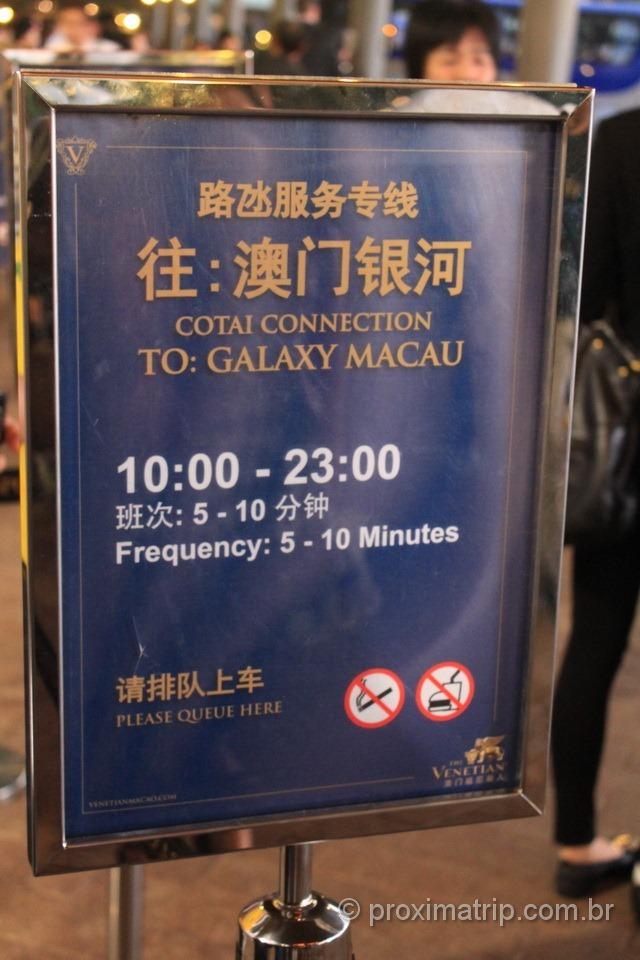 V
路氹服务专线
往:澳门银河
COTAI CONNECTION
TO: GALAXY MACAU
10:00 - 23:00
班次: 5 - 10 分钟
Frequency: 5 - 10 Minutes
请排队上车
PLEASE QUEUE HERE
THE
VENETIAN
VENETIANMACAO.COM
© proximatrip.com.br